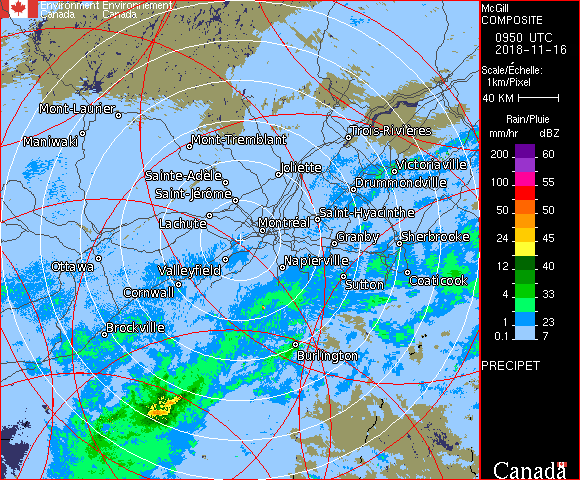 Environment Environnement
Canada Canada
McGill
COMPOSITE
0950 UTC
2018-11-16
Scale/Échelle:
1km/Pixel
40 KM
Rain/Pluie
mm/hr dBZ
200 60
100 55
50 50
24 45
12 40
4 33
1 23
0.1 7
PRECIPET
Canada
Mont-Laurier
Maniwaki
Mont-Tremblant
Trois-Rivières
Joliette
Victoriaville
Sainte-Adèle
Drummondville
Saint-Jérôme
Lachute
Saint-Hyacinthe
Montréal
Granby
Sherbrooke
Ottawa
Valleyfield
Napierville
Cornwall
Sutton
Coaticook
Brockville
Burlington